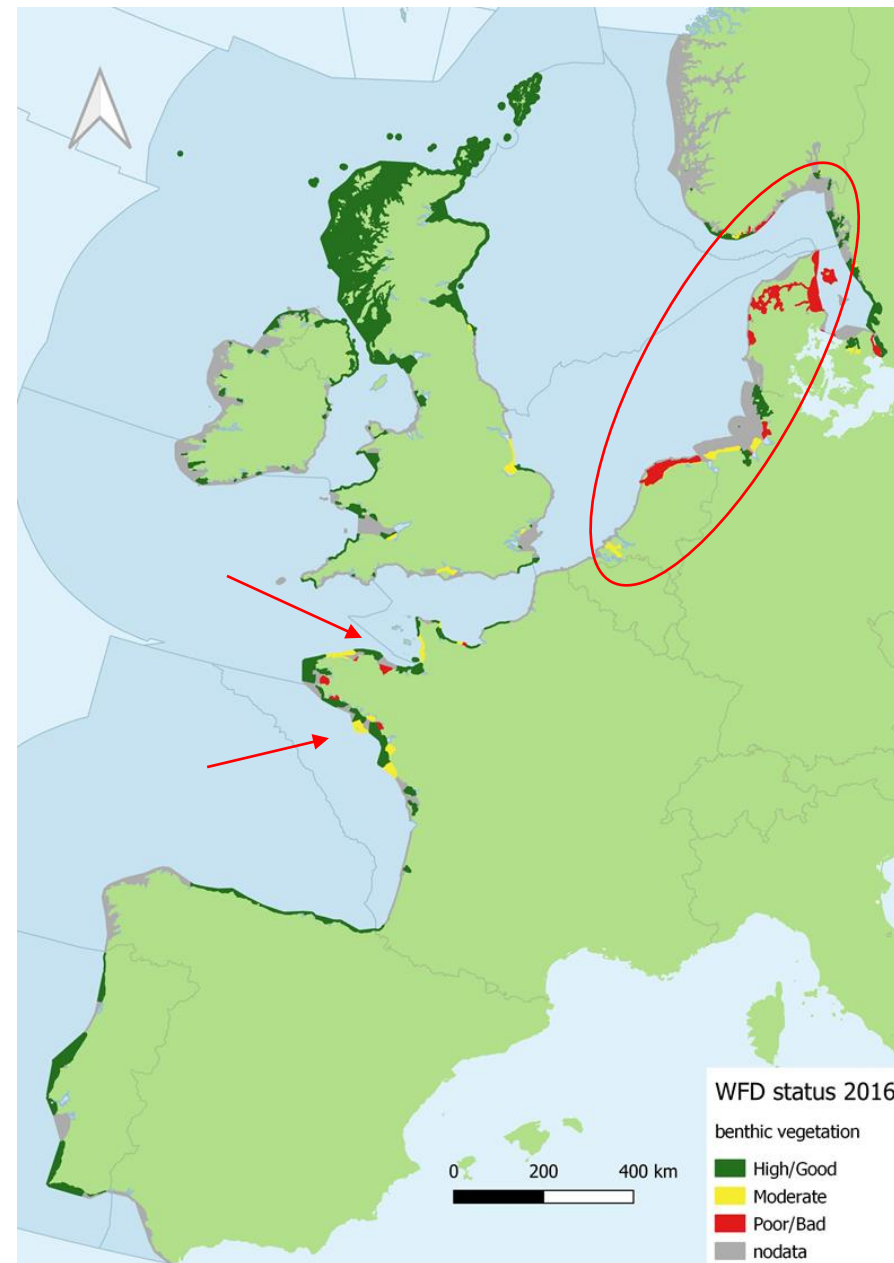 WFD status 2016
benthic vegetation
High/Good
Moderate
Poor/Bad
nodata
0 200 400 km